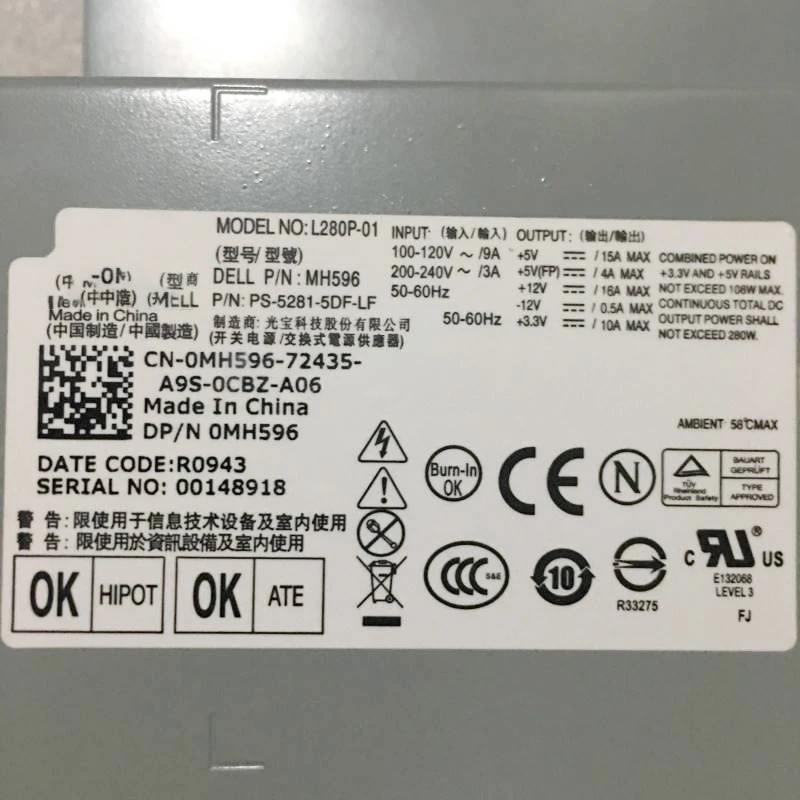 MODEL NO: L280P-01
(型号/型號)
DELL P/N : MH596
P/N: PS-5281-5DF-LF
制造商: 光宝科技股份有限公司
(开关电源/交换式電源供應器)
Made in China
(中国制造/中國製造)
INPUT: (输入/輸入)
100-120V ～ /9A
200-240V ～ /3A
50-60Hz
50-60Hz
OUTPUT: (输出/輸出)
+5V / 15A MAX
+5V(FP) / 4A MAX
+12V / 16A MAX
-12V / 0.5A MAX
+3.3V / 10A MAX
COMBINED POWER ON
+3.3V AND +5V RAILS
NOT EXCEED 108W MAX.
CONTINUOUS TOTAL DC
OUTPUT POWER SHALL
NOT EXCEED 280W.
CN-0MH596-72435-
A9S-0CBZ-A06
Made In China
DP/N 0MH596
DATE CODE:R0943
SERIAL NO: 00148918
AMBIENT 58℃MAX
警 告: 限使用于信息技术设备及室内使用
警 告: 限使用於資訊設備及室內使用
OK HIPOT
OK ATE
Burn-In
OK
CE
N
TÜV
Rheinland
Product Safety
BAUART
GEPRÜFT
TYPE
APPROVED
CCC S&E
10
R33275
c RU US
®
E132068
LEVEL 3
FJ